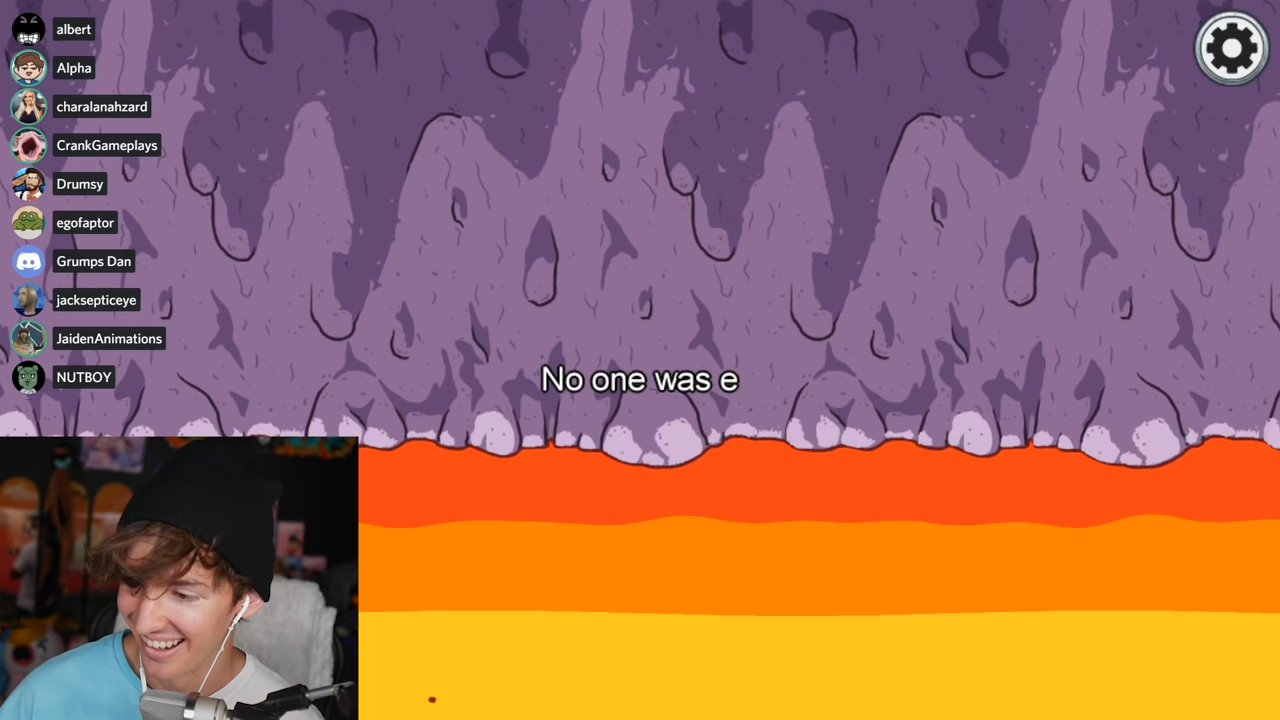 albert
Alpha
charalanahzard
CrankGameplays
Drumsy
egofaptor
Grumps Dan
jacksepticeye
JaidenAnimations
NUTBOY
No one was e